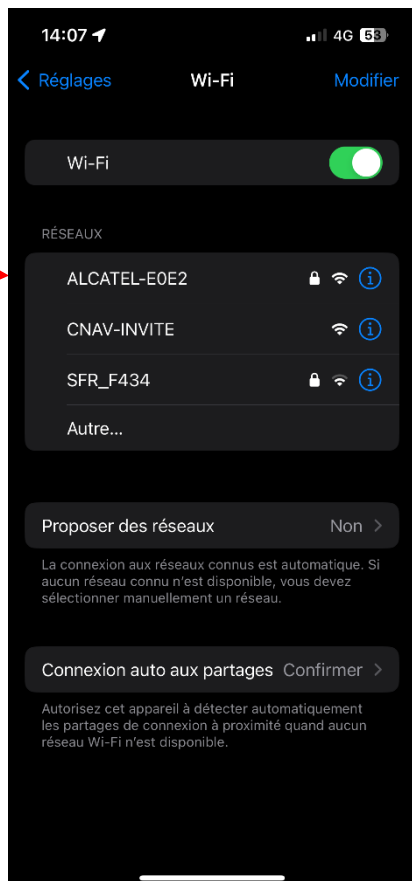 14:07
4G 53
Réglages
Wi-Fi
Modifier
Wi-Fi
RÉSEAUX
ALCATEL-E0E2
CNAV-INVITE
SFR_F434
Autre...
Proposer des réseaux Non
La connexion aux réseaux connus est automatique. Si
aucun réseau connu n'est disponible, vous devez
sélectionner manuellement un réseau.
Connexion auto aux partages Confirmer
Autorisez cet appareil à détecter automatiquement
les partages de connexion à proximité quand aucun
réseau Wi-Fi n'est disponible.